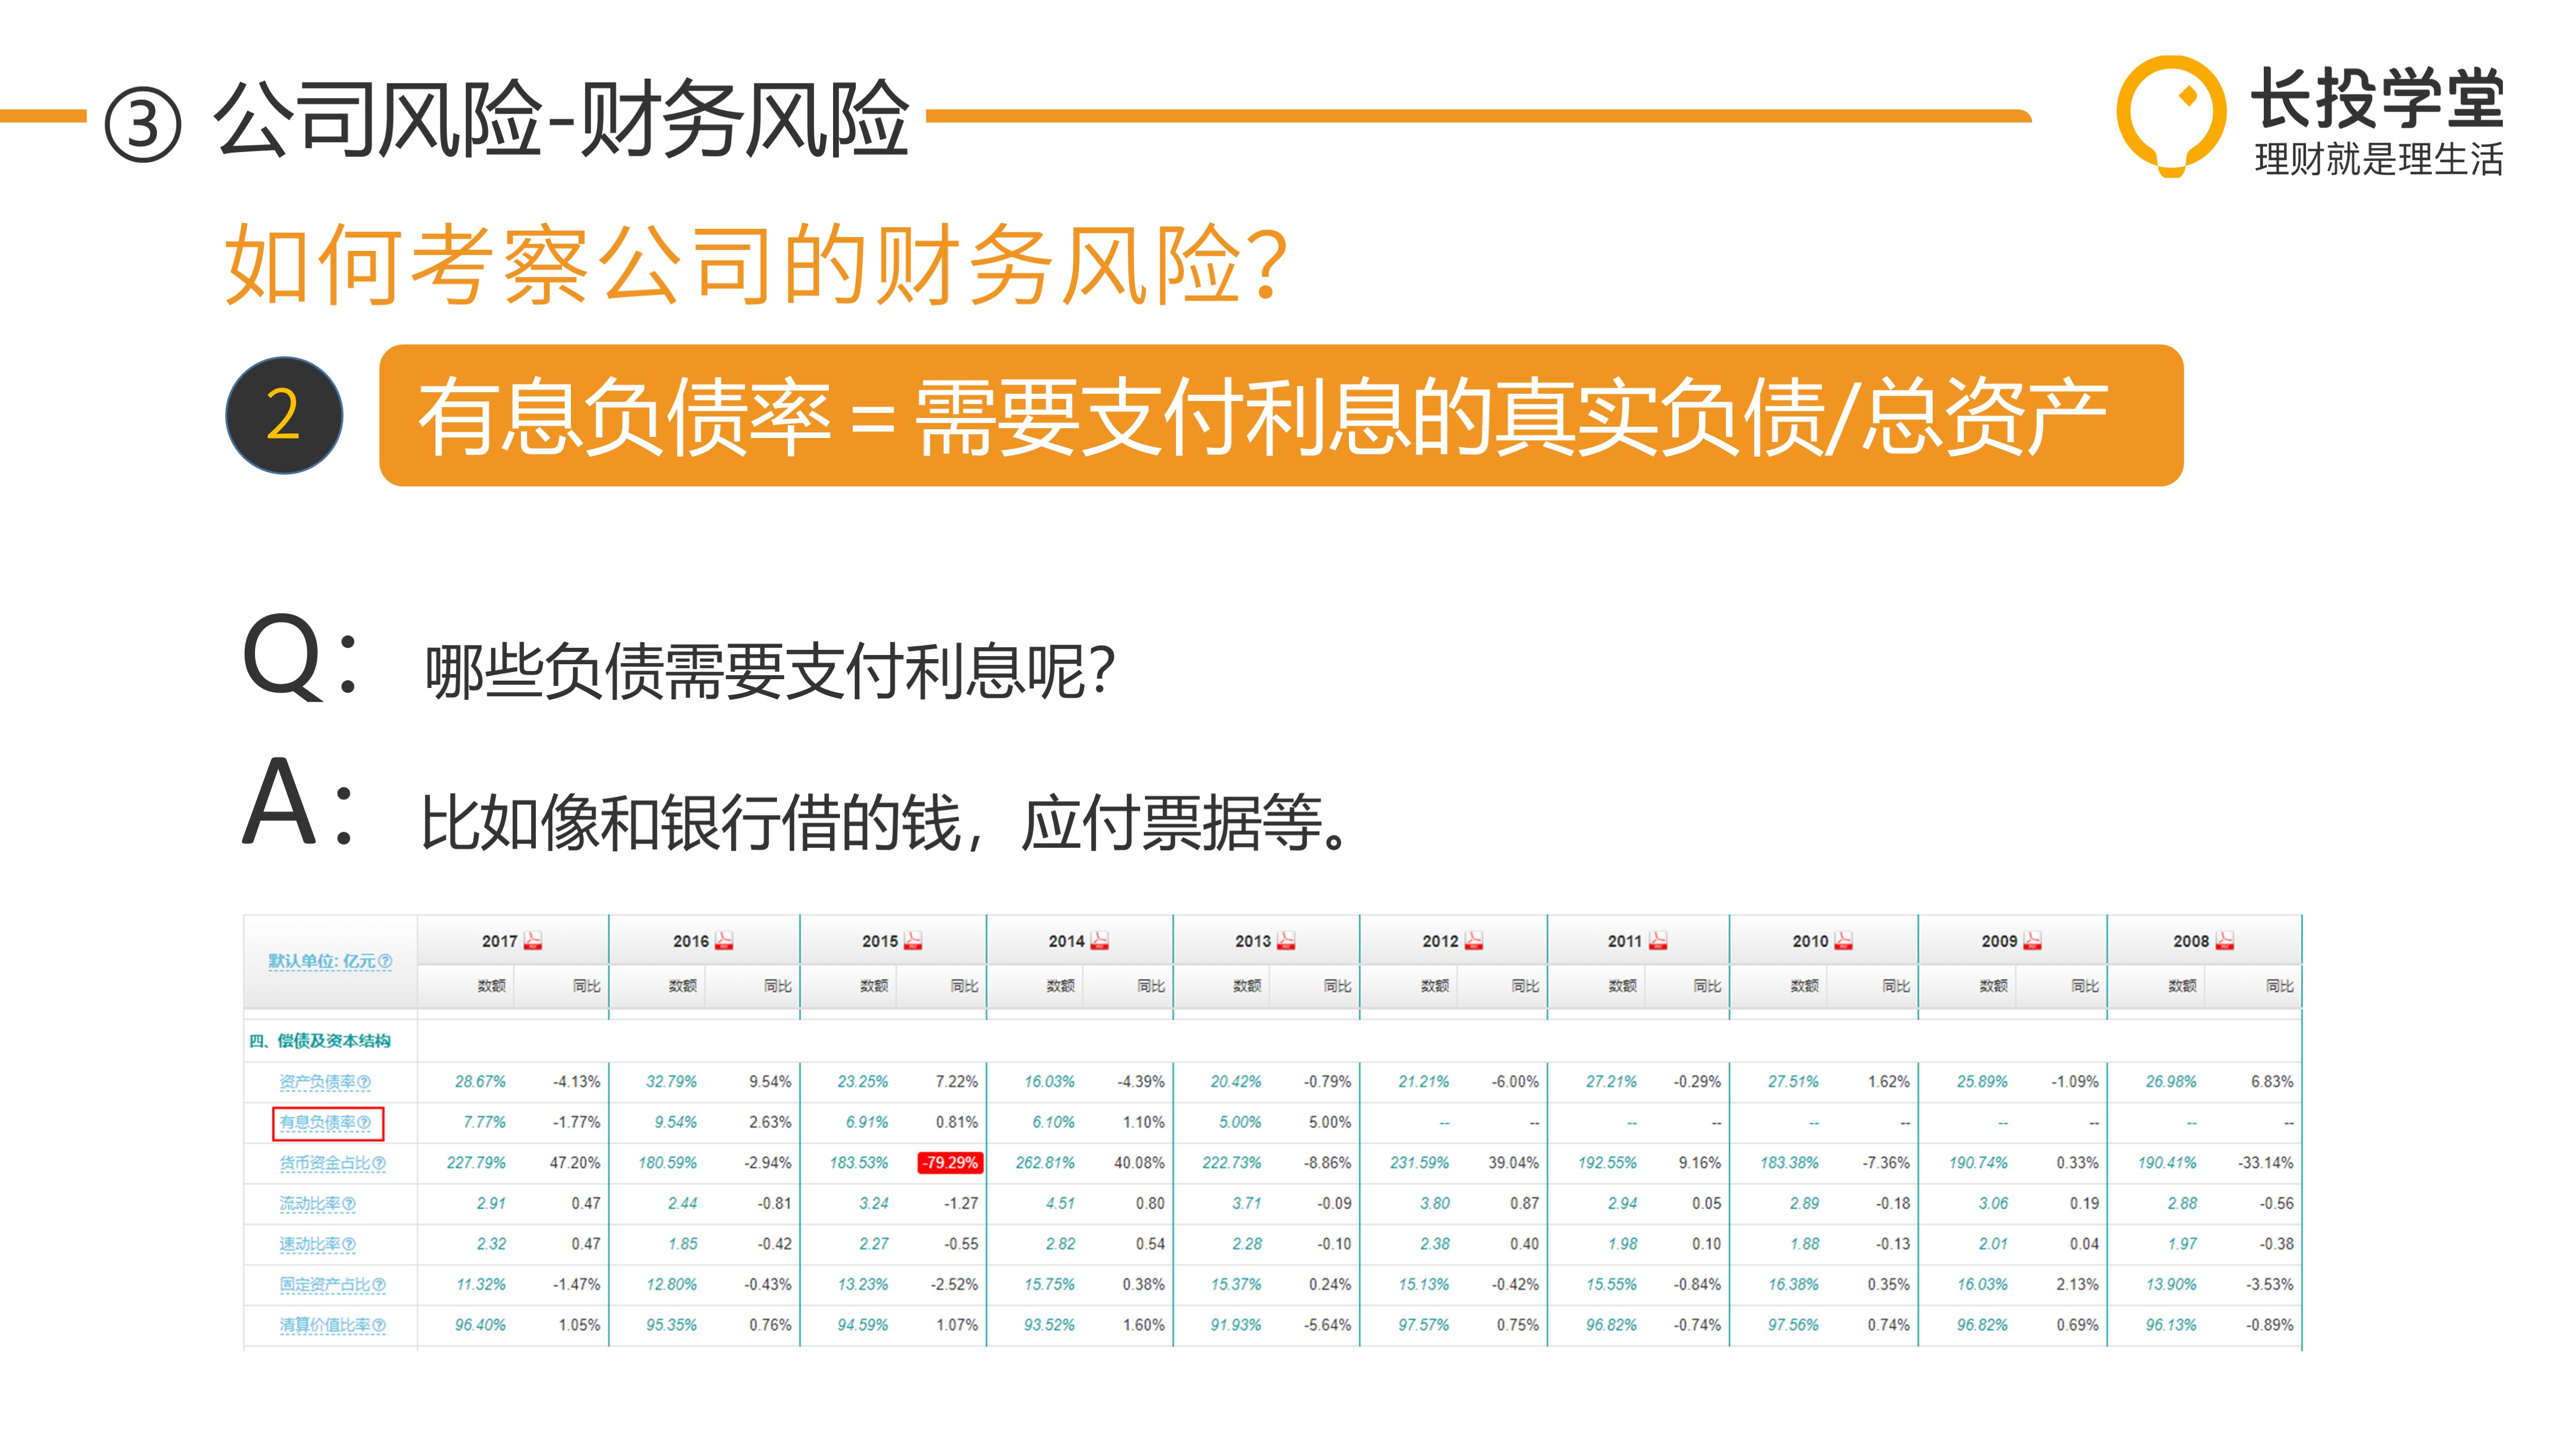 ③ 公司风险-财务风险
长投学堂
理财就是理生活
如何考察公司的财务风险？
2 有息负债率 = 需要支付利息的真实负债/总资产
Q： 哪些负债需要支付利息呢？
A： 比如像和银行借的钱，应付票据等。
默认单位: 亿元 2017 2016 2015 2014 2013 2012 2011 2010 2009 2008
数额 同比 数额 同比 数额 同比 数额 同比 数额 同比 数额 同比 数额 同比 数额 同比 数额 同比 数额 同比
四、偿债及资本结构
资产负债率 28.67% -4.13% 32.79% 9.54% 23.25% 7.22% 16.03% -4.39% 20.42% -0.79% 21.21% -6.00% 27.21% -0.29% 27.51% 1.62% 25.89% -1.09% 26.98% 6.83%
有息负债率 7.77% -1.77% 9.54% 2.63% 6.91% 0.81% 6.10% 1.10% 5.00% 5.00% -- -- -- -- -- -- -- -- -- --
货币资金占比 227.79% 47.20% 180.59% -2.94% 183.53% -79.29% 262.81% 40.08% 222.73% -8.86% 231.59% 39.04% 192.55% 9.16% 183.38% -7.36% 190.74% 0.33% 190.41% -33.14%
流动比率 2.91 0.47 2.44 -0.81 3.24 -1.27 4.51 0.80 3.71 -0.09 3.80 0.87 2.94 0.05 2.89 -0.18 3.06 0.19 2.88 -0.56
速动比率 2.32 0.47 1.85 -0.42 2.27 -0.55 2.82 0.54 2.28 -0.10 2.38 0.40 1.98 0.10 1.88 -0.13 2.01 0.04 1.97 -0.38
固定资产占比 11.32% -1.47% 12.80% -0.43% 13.23% -2.52% 15.75% 0.38% 15.37% 0.24% 15.13% -0.42% 15.55% -0.84% 16.38% 0.35% 16.03% 2.13% 13.90% -3.53%
清算价值比率 96.40% 1.05% 95.35% 0.76% 94.59% 1.07% 93.52% 1.60% 91.93% -5.64% 97.57% 0.75% 96.82% -0.74% 97.56% 0.74% 96.82% 0.69% 96.13% -0.89%